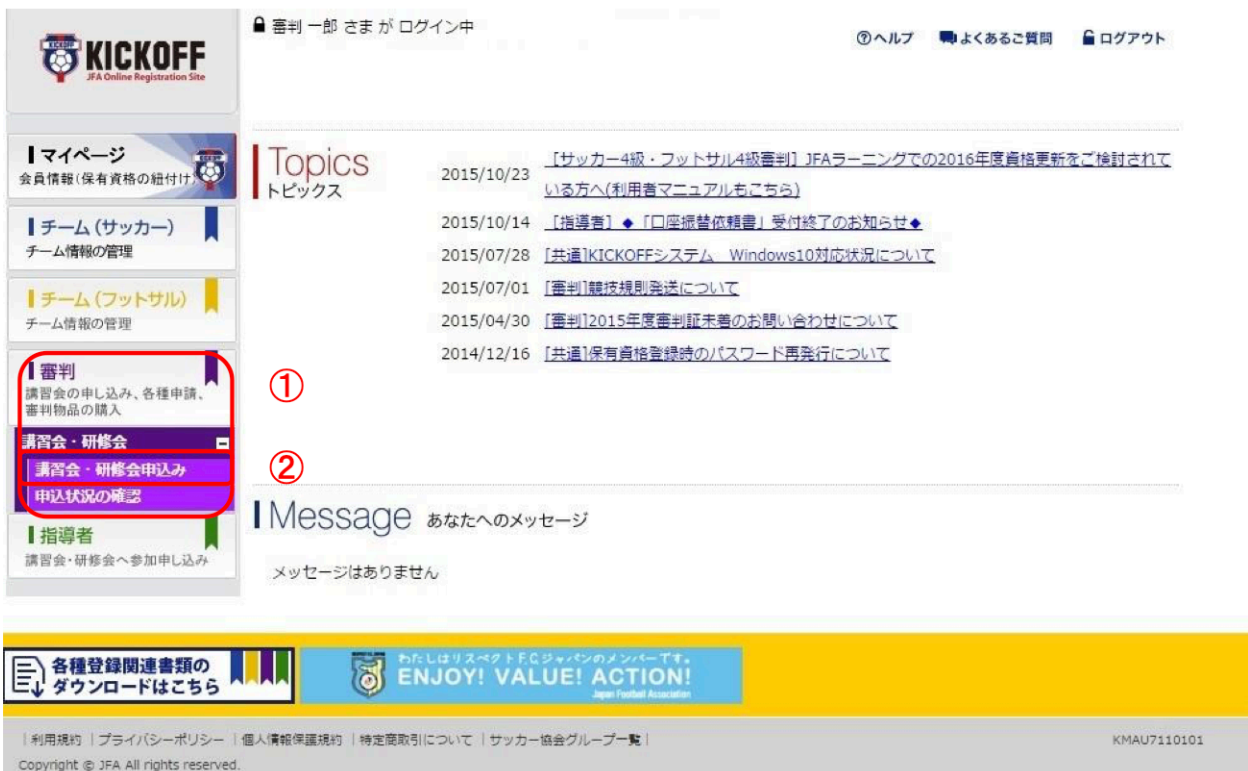 審判 一郎 さま が ログイン中
?ヘルプ よくあるご質問 ログアウト
KICKOFF
JFA Online Registration Site
マイページ
会員情報(保有資格の紐付け
チーム(サッカー)
チーム情報の管理
チーム(フットサル)
チーム情報の管理
審判
講習会の申し込み、各種申請、
審判物品の購入
講習会・研修会
講習会・研修会申込み
申込状況の確認
指導者
講習会・研修会へ参加申し込み
①
②
Topics
トピックス
2015/10/23 [サッカー4級・フットサル4級審判] JFAラーニングでの2016年度資格更新をご検討されて
いる方へ(利用者マニュアルもこちら)
2015/10/14 [指導者] ◆「口座振替依頼書」受付終了のお知らせ◆
2015/07/28 [共通]KICKOFFシステム Windows10対応状況について
2015/07/01 [審判]競技規則発送について
2015/04/30 [審判]2015年度審判証未着のお問い合わせについて
2014/12/16 [共通]保有資格登録時のパスワード再発行について
Message あなたへのメッセージ
メッセージはありません
各種登録関連書類の
ダウンロードはこちら
わたしはリスペクトF.C.ジャパンのメンバーです。
ENJOY! VALUE! ACTION!
Japan Football Association
|利用規約 |プライバシーポリシー |個人情報保護規約 |特定商取引について |サッカー協会グループ一覧|
KMAU7110101
Copyright © JFA All rights reserved.